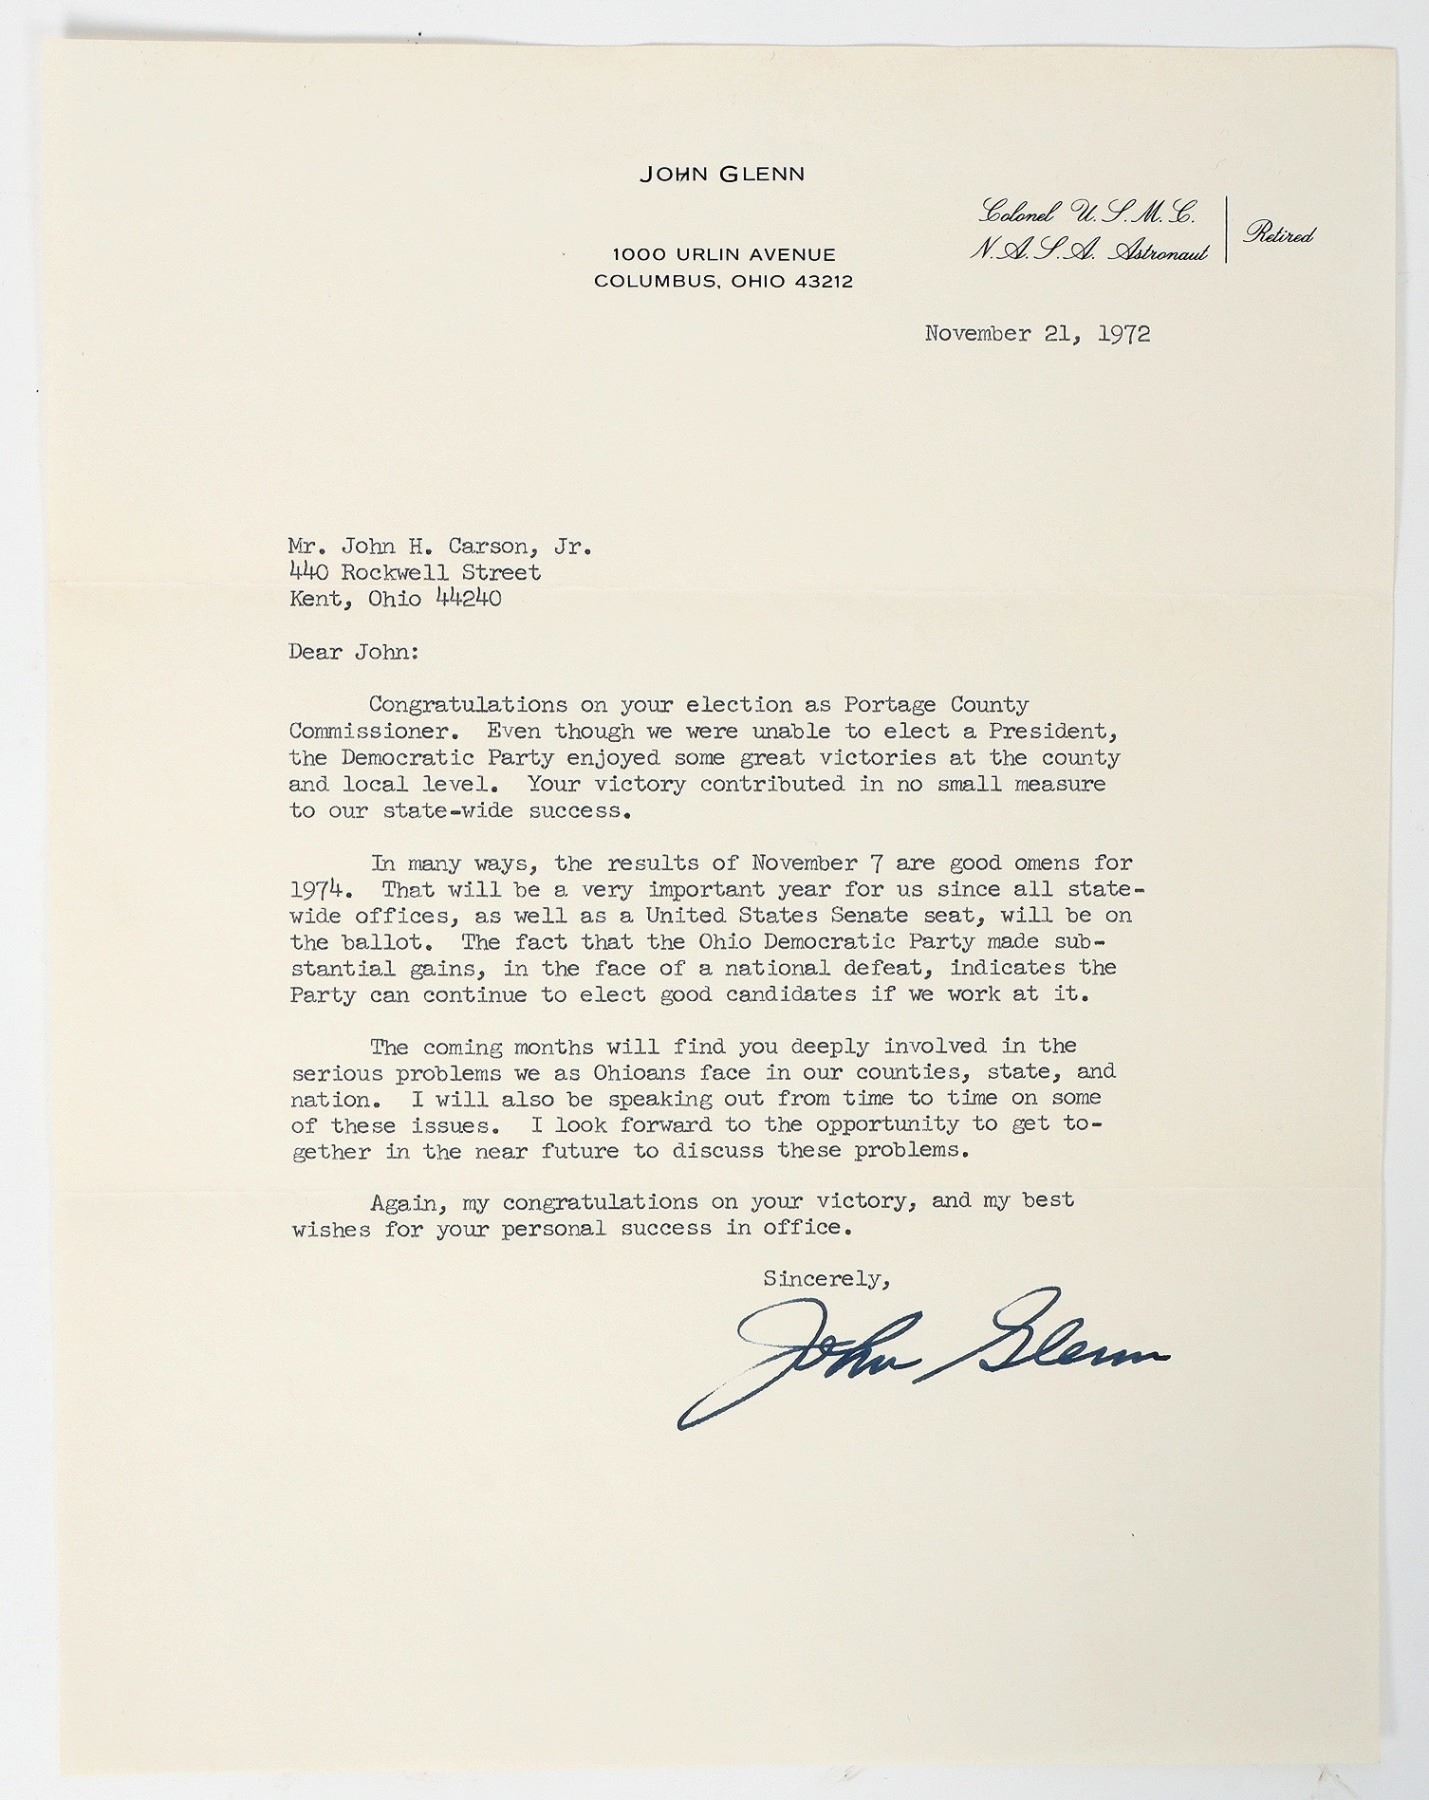 JOHN GLENN
Colonel U.S.M.C.
N.A.S.A. Astronaut
Retired
1000 URLIN AVENUE
COLUMBUS, OHIO 43212
November 21, 1972
Mr. John H. Carson, Jr.
440 Rockwell Street
Kent, Ohio 44240
Dear John:
Congratulations on your election as Portage County
Commissioner. Even though we were unable to elect a President,
the Democratic Party enjoyed some great victories at the county
and local level. Your victory contributed in no small measure
to our state-wide success.
In many ways, the results of November 7 are good omens for
1974. That will be a very important year for us since all state-
wide offices, as well as a United States Senate seat, will be on
the ballot. The fact that the Ohio Democratic Party made sub-
stantial gains, in the face of a national defeat, indicates the
Party can continue to elect good candidates if we work at it.
The coming months will find you deeply involved in the
serious problems we as Ohioans face in our counties, state, and
nation. I will also be speaking out from time to time on some
of these issues. I look forward to the opportunity to get to-
gether in the near future to discuss these problems.
Again, my congratulations on your victory, and my best
wishes for your personal success in office.
Sincerely,
John Glenn